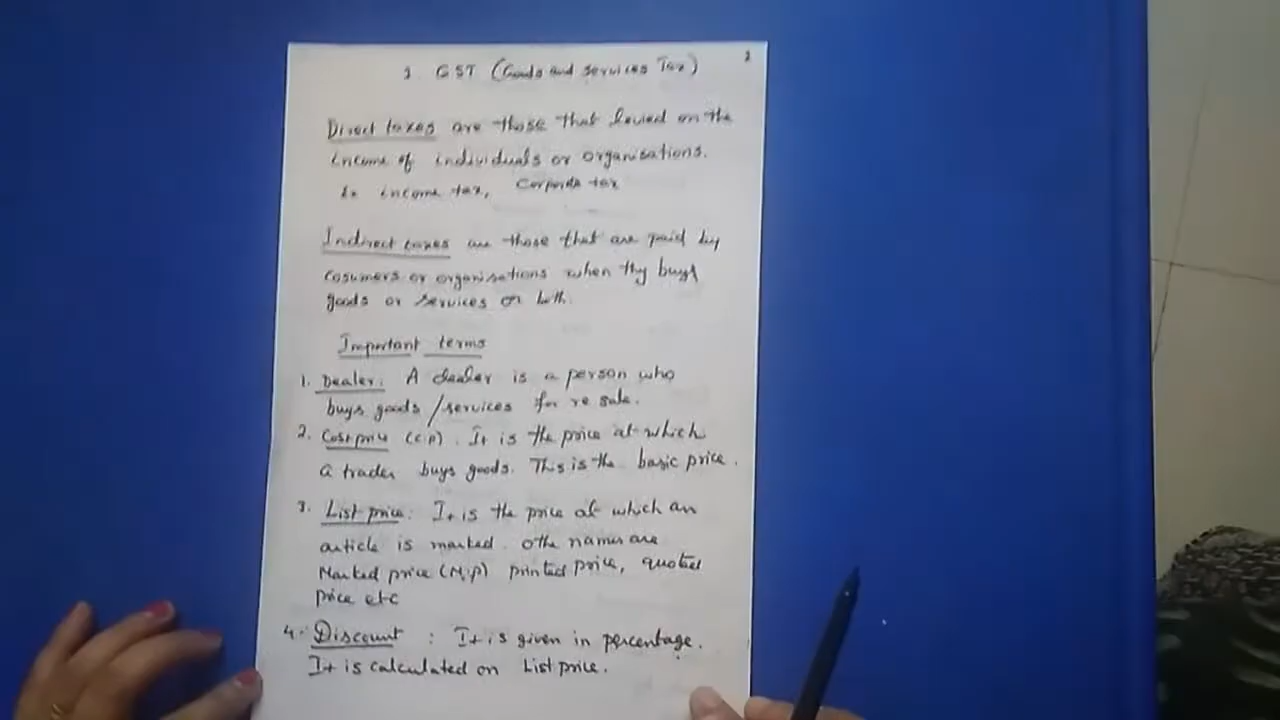 1 GST (Goods and Services Tax) 1
Direct taxes are those that levied on the
income of individuals or organisations.
Ex income tax, Corporate tax
Indirect taxes are those that are paid by
cosumers or organisations when thy buys
goods or services or both.
Important terms
1. Dealer: A dealer is a person who
buys goods/services for re sale.
2. Cost price (C.P). It is the price at which
a trader buys goods. This is the basic price.
3. List price: It is the price at which an
article is marked. Othe names are
Marked price (M.P) printed price, quoted
price etc
4. Discount : It is given in percentage.
It is calculated on List price.